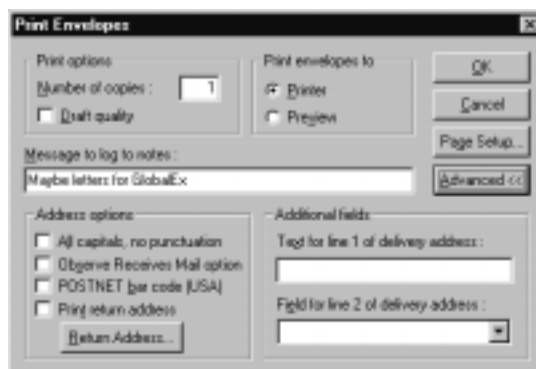 Print Envelopes
Print options
Number of copies :
1
Draft quality
Print envelopes to
Printer
Preview
OK
Cancel
Page Setup...
Advanced <<
Message to log to notes :
Maybe letters for GlobalEx
Address options
All capitals, no punctuation
Observe Receives Mail option
POSTNET bar code (USA)
Print return address
Return Address...
Additional fields
Text for line 1 of delivery address :
Field for line 2 of delivery address :